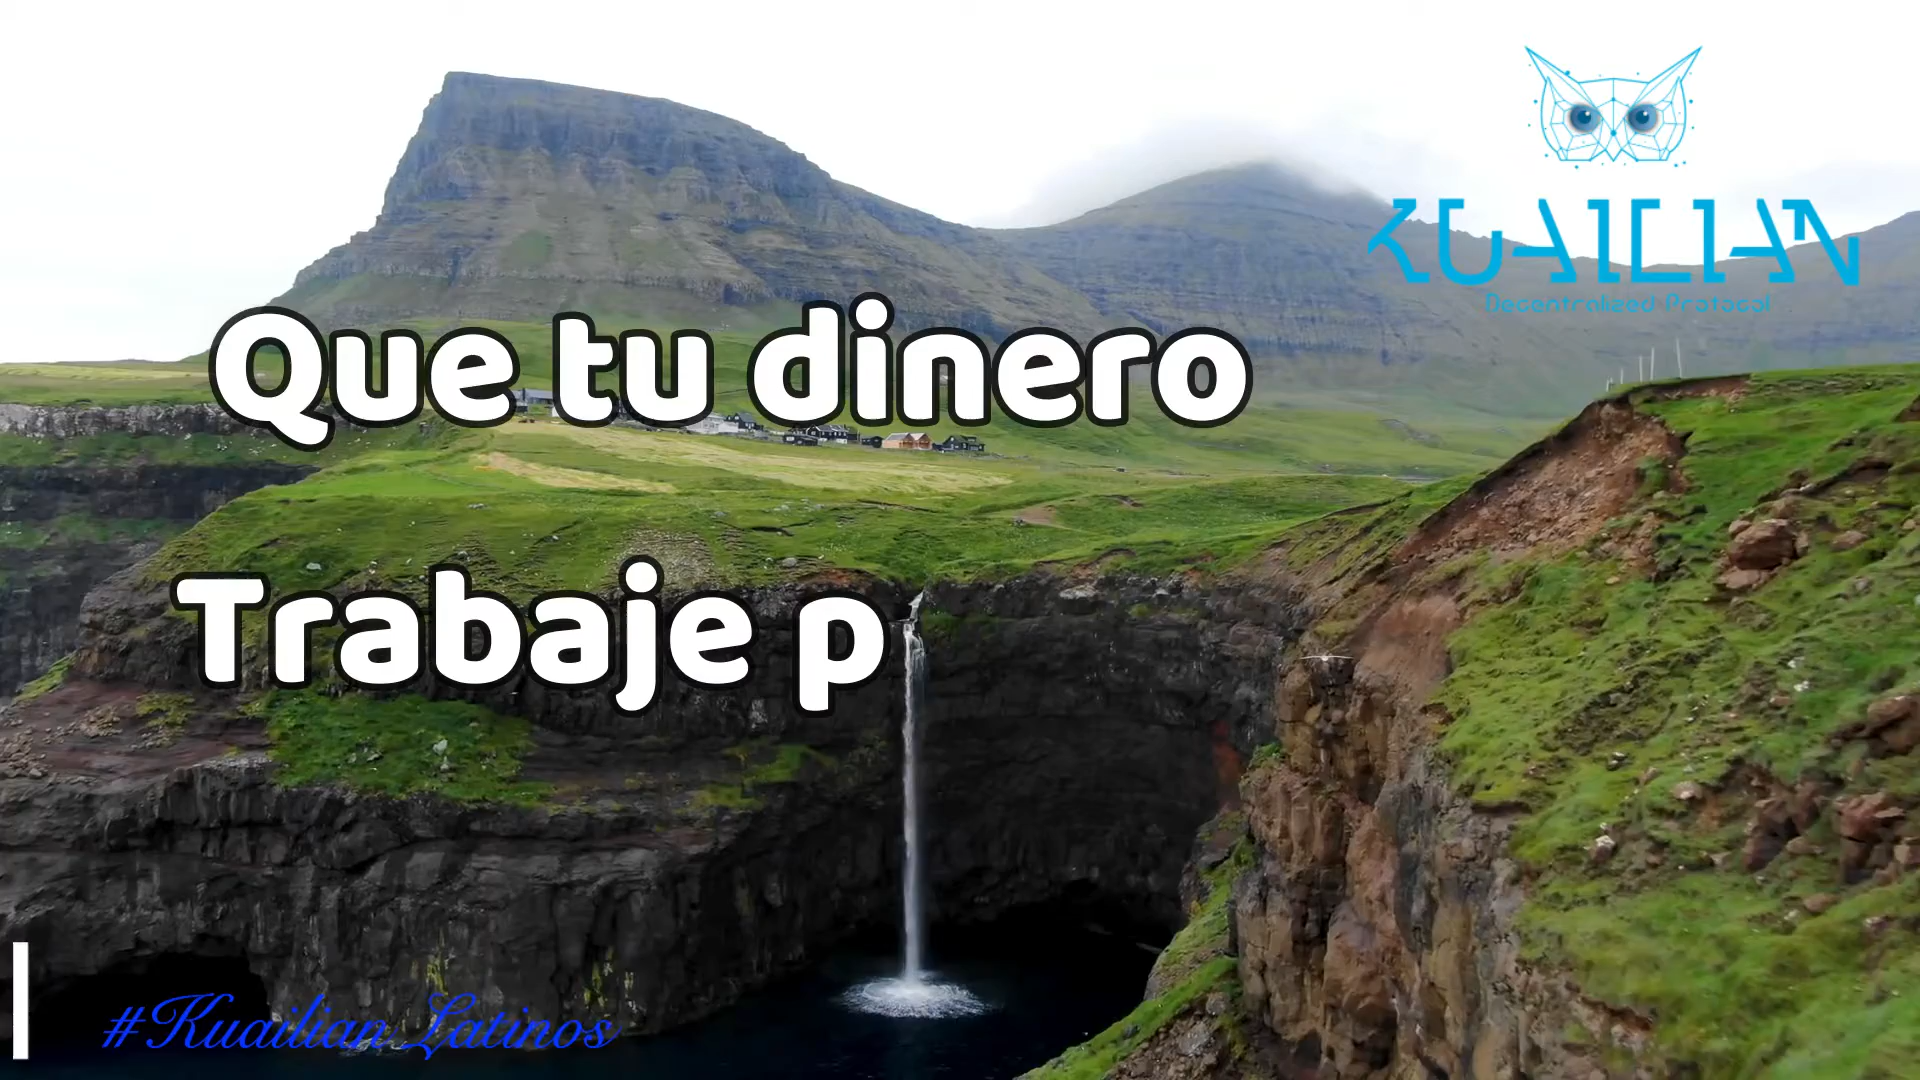 KUAILIAN
Decentralized Protocol
Que tu dinero
Trabaje p
#Kuailian Latinos